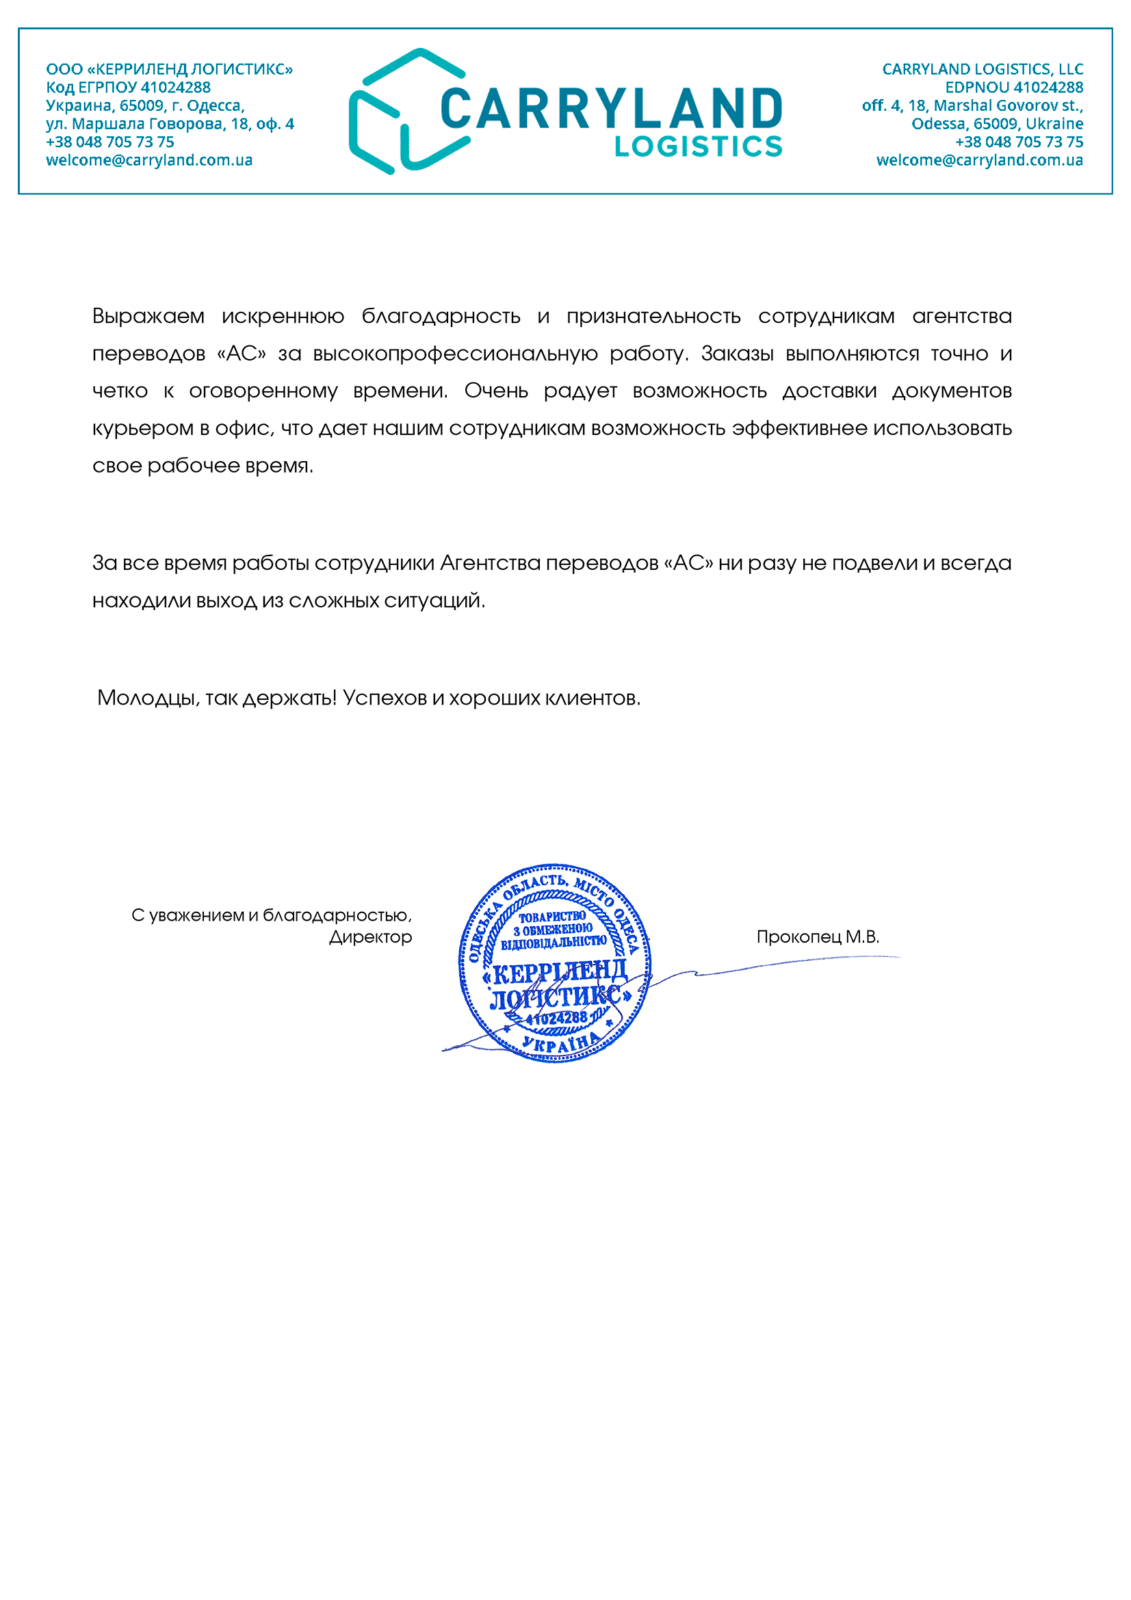 ООО «КЕРРИЛЕНД ЛОГИСТИКС»
Код ЕГРПОУ 41024288
Украина, 65009, г. Одесса,
ул. Маршала Говорова, 18, оф. 4
+38 048 705 73 75
welcome@carryland.com.ua
CARRYLAND
LOGISTICS
CARRYLAND LOGISTICS, LLC
EDPNOU 41024288
off. 4, 18, Marshal Govorov st.,
Odessa, 65009, Ukraine
+38 048 705 73 75
welcome@carryland.com.ua
Выражаем искреннюю благодарность и признательность сотрудникам агентства
переводов «АС» за высокопрофессиональную работу. Заказы выполняются точно и
четко к оговоренному времени. Очень радует возможность доставки документов
курьером в офис, что дает нашим сотрудникам возможность эффективнее использовать
свое рабочее время.
За все время работы сотрудники Агентства переводов «АС» ни разу не подвели и всегда
находили выход из сложных ситуаций.
Молодцы, так держать! Успехов и хороших клиентов.
С уважением и благодарностью,
Директор
ОДЕСЬКА ОБЛАСТЬ, МІСТО ОДЕСА
ТОВАРИСТВО
З ОБМЕЖЕНОЮ
ВІДПОВІДАЛЬНІСТЮ
«КЕРРІЛЕНД
ЛОГІСТИКС»
41024288
* УКРАЇНА *
Прокопец М.В.